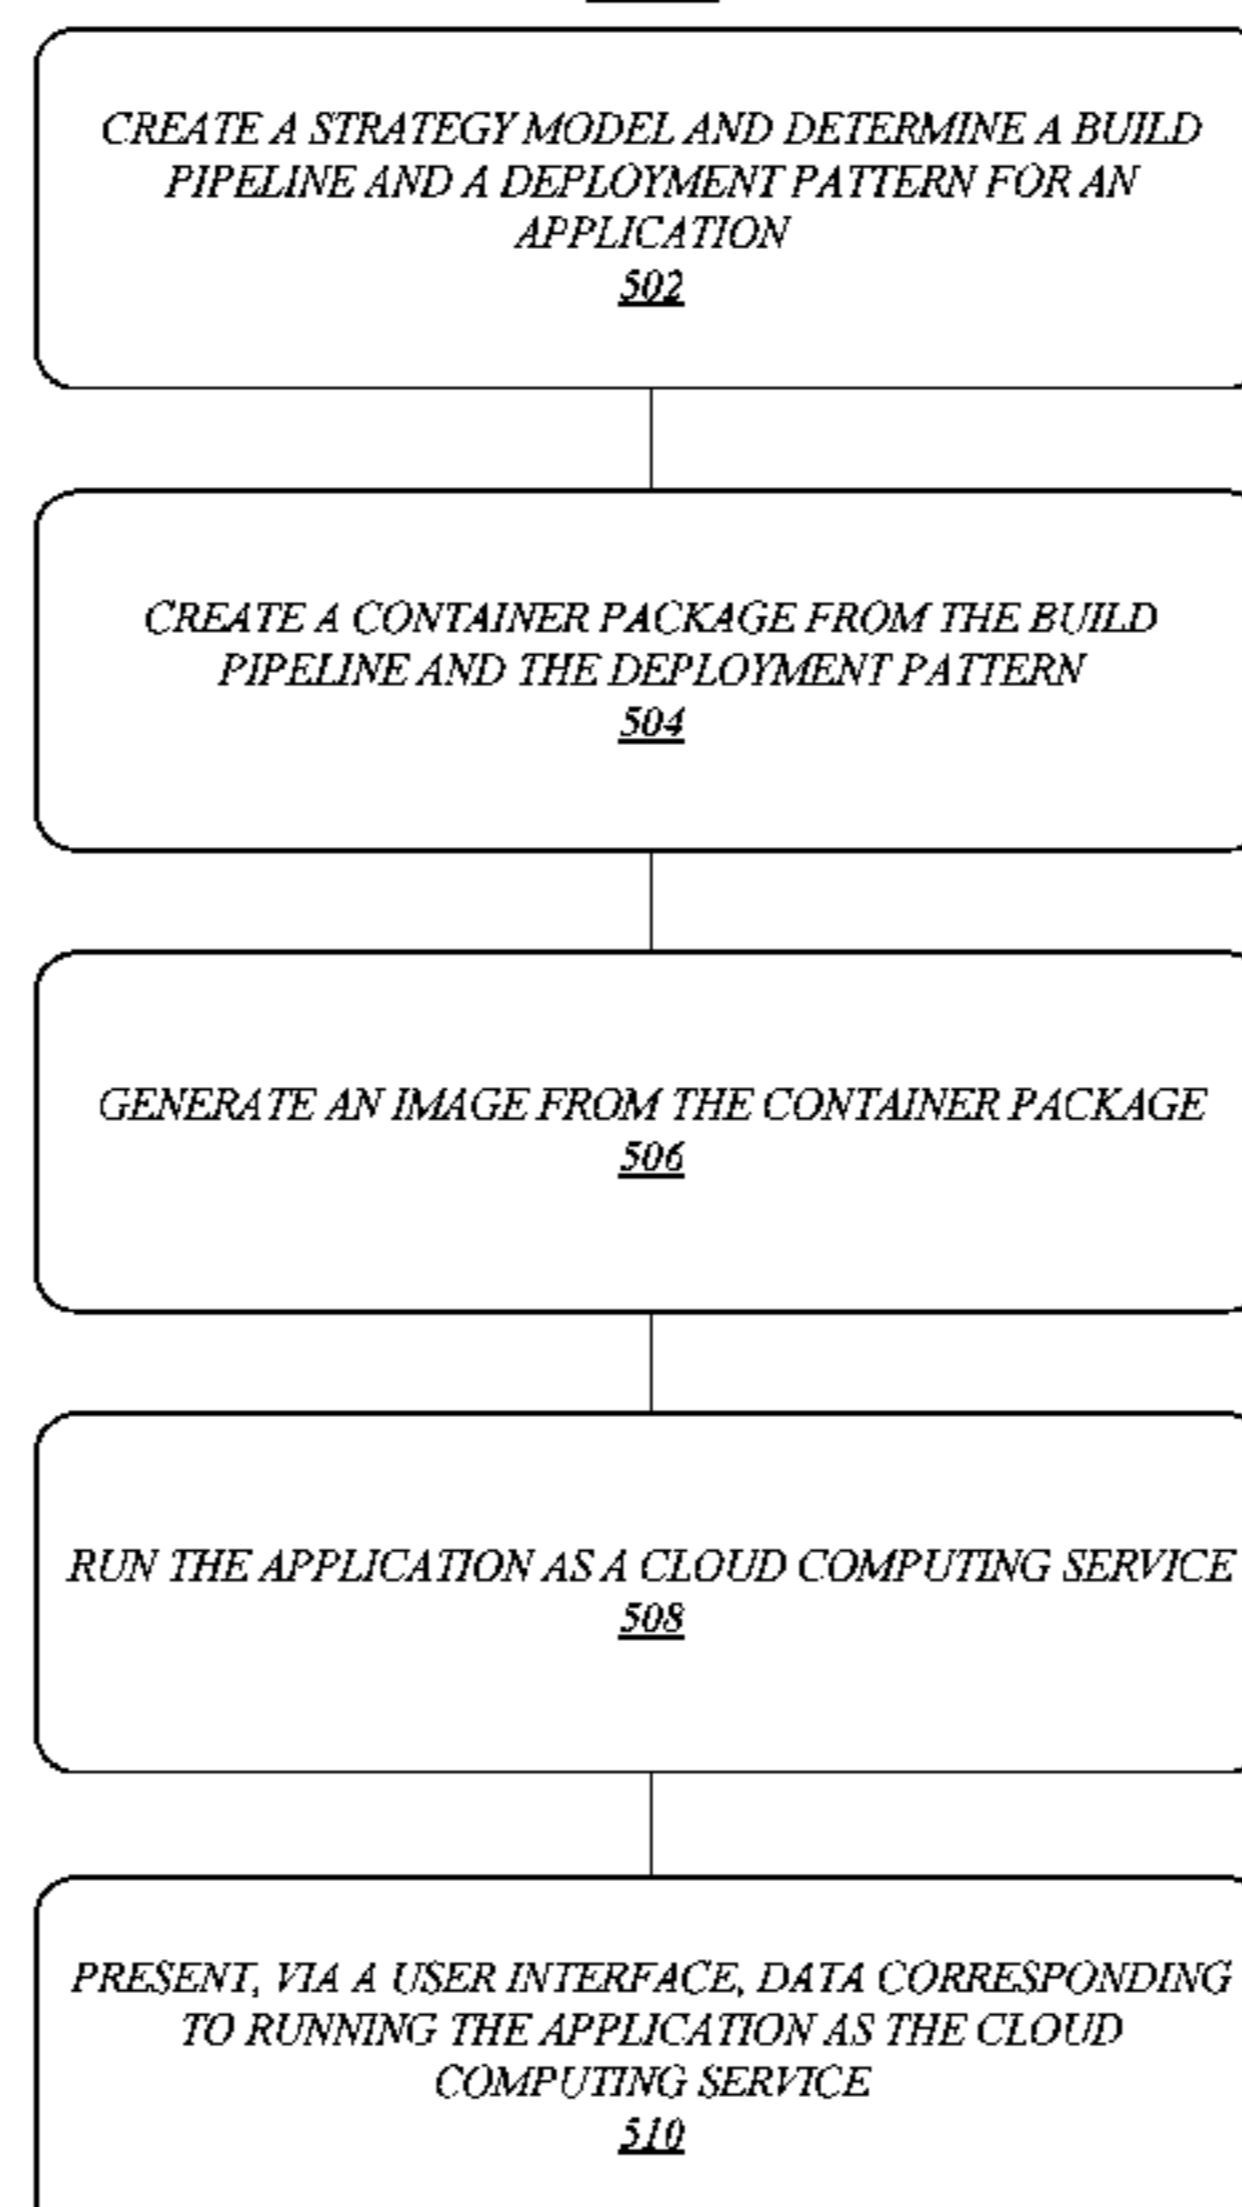 CREATE A STRATEGY MODEL AND DETERMINE A BUILD
PIPELINE AND A DEPLOYMENT PATTERN FOR AN
APPLICATION
502
CREATE A CONTAINER PACKAGE FROM THE BUILD
PIPELINE AND THE DEPLOYMENT PATTERN
504
GENERATE AN IMAGE FROM THE CONTAINER PACKAGE
506
RUN THE APPLICATION AS A CLOUD COMPUTING SERVICE
508
PRESENT, VIA A USER INTERFACE, DATA CORRESPONDING
TO RUNNING THE APPLICATION AS THE CLOUD
COMPUTING SERVICE
510